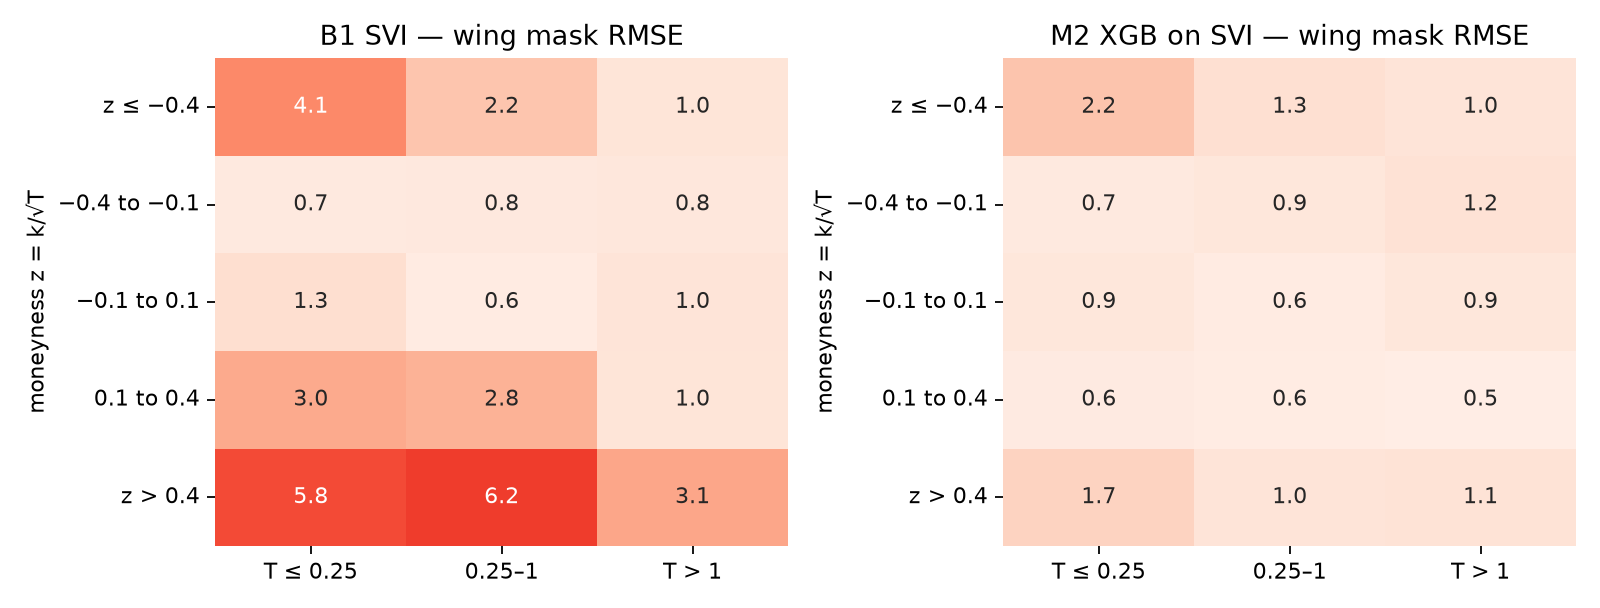 B1 SVI — wing mask RMSE
moneyness z = k/√T
z ≤ −0.4 4.1 2.2 1.0
−0.4 to −0.1 0.7 0.8 0.8
−0.1 to 0.1 1.3 0.6 1.0
0.1 to 0.4 3.0 2.8 1.0
z > 0.4 5.8 6.2 3.1
T ≤ 0.25 0.25–1 T > 1
M2 XGB on SVI — wing mask RMSE
moneyness z = k/√T
z ≤ −0.4 2.2 1.3 1.0
−0.4 to −0.1 0.7 0.9 1.2
−0.1 to 0.1 0.9 0.6 0.9
0.1 to 0.4 0.6 0.6 0.5
z > 0.4 1.7 1.0 1.1
T ≤ 0.25 0.25–1 T > 1